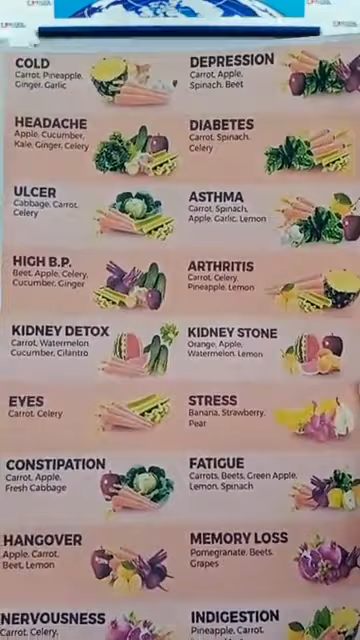 COLD
Carrot, Pineapple,
Ginger, Garlic
DEPRESSION
Carrot, Apple,
Spinach, Beet
HEADACHE
Apple, Cucumber,
Kale, Ginger, Celery
DIABETES
Carrot, Spinach,
Celery
ULCER
Cabbage, Carrot,
Celery
ASTHMA
Carrot, Spinach,
Apple, Garlic, Lemon
HIGH B.P.
Beet, Apple, Celery,
Cucumber, Ginger
ARTHRITIS
Carrot, Celery,
Pineapple, Lemon
KIDNEY DETOX
Carrot, Watermelon
Cucumber, Cilantro
KIDNEY STONE
Orange, Apple,
Watermelon, Lemon
EYES
Carrot, Celery
STRESS
Banana, Strawberry,
Pear
CONSTIPATION
Carrot, Apple,
Fresh Cabbage
FATIGUE
Carrots, Beets, Green Apple,
Lemon, Spinach
HANGOVER
Apple, Carrot,
Beet, Lemon
MEMORY LOSS
Pomegranate, Beets,
Grapes
NERVOUSNESS
Carrot, Celery,
INDIGESTION
Pineapple, Carrot,